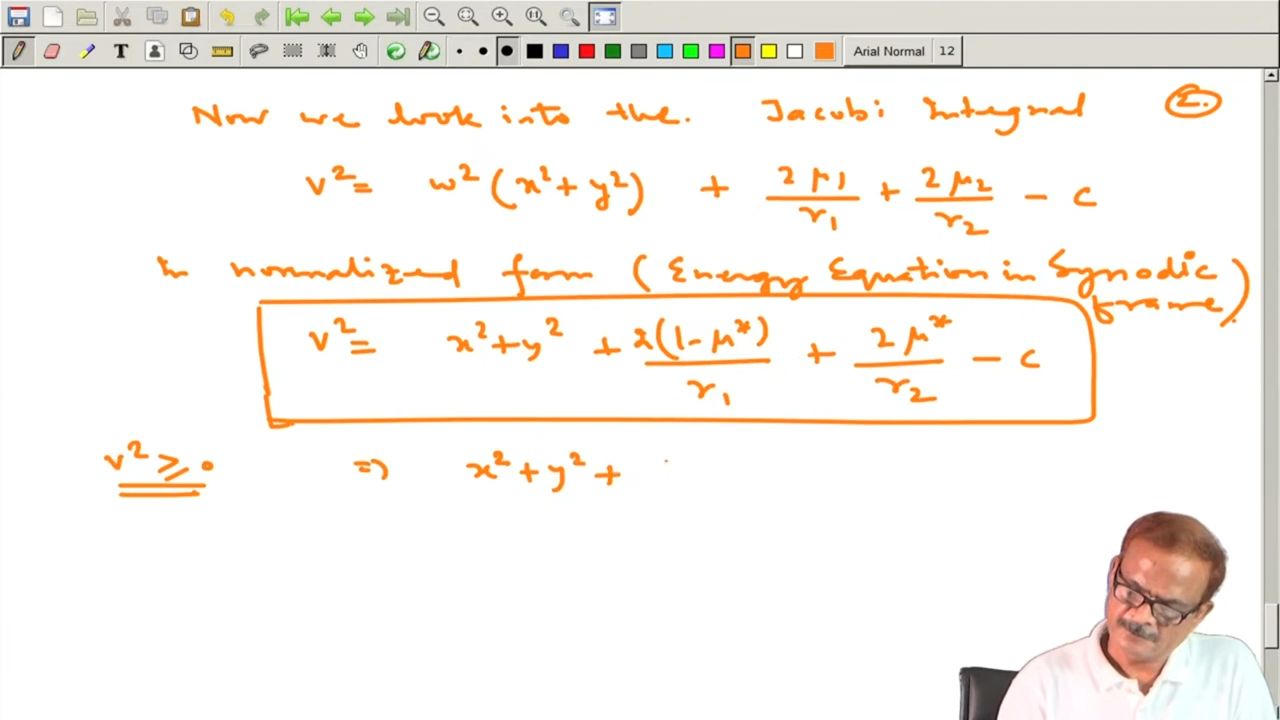 Arial Normal 12
Now we look into the. Jacobi Integral 2.
v² = w²(x² + y²) + 2μ1/r1 + 2μ2/r2 − c
In normalized form (Energy Equation in Synodic
frame)
v² = x² + y² + 2(1−μ*)/r1 + 2μ*/r2 − c
v² ≥ 0 ⇒ x² + y² +